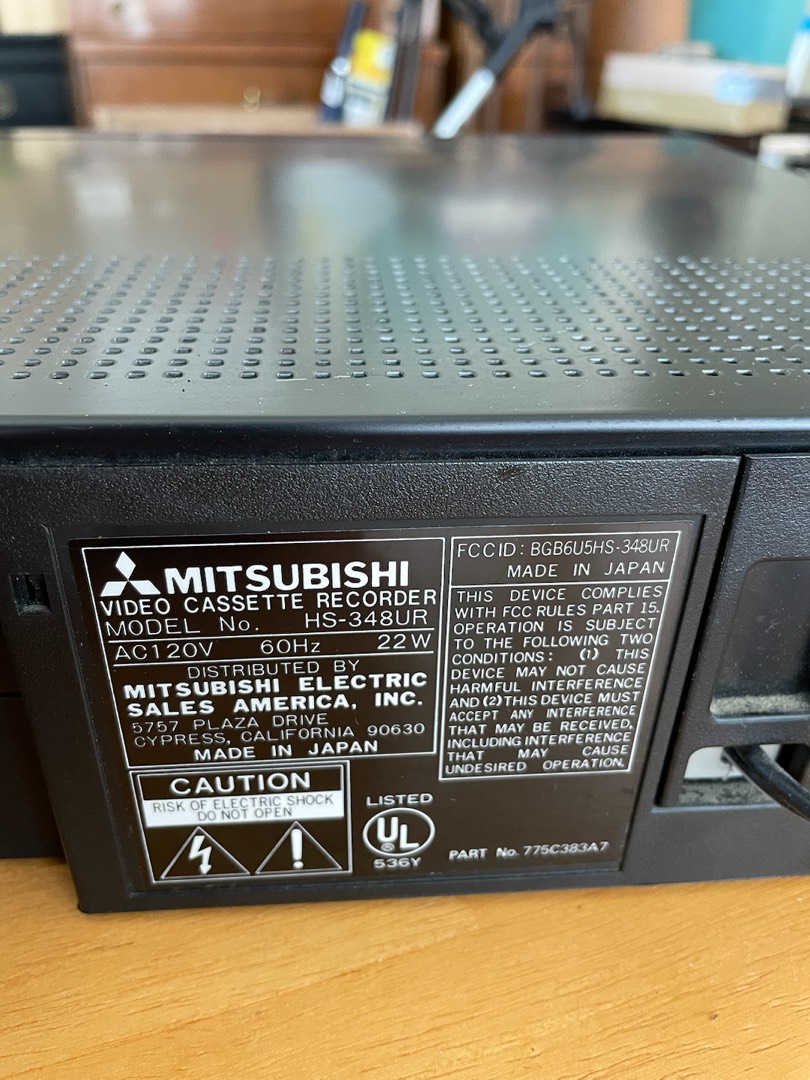 MITSUBISHI
VIDEO CASSETTE RECORDER
MODEL No. HS-348UR
AC120V 60Hz 22W
DISTRIBUTED BY
MITSUBISHI ELECTRIC
SALES AMERICA, INC.
5757 PLAZA DRIVE
CYPRESS, CALIFORNIA 90630
MADE IN JAPAN
FCC ID: BGB6U5HS-348UR
MADE IN JAPAN
THIS DEVICE COMPLIES
WITH FCC RULES PART 15.
OPERATION IS SUBJECT
TO THE FOLLOWING TWO
CONDITIONS: (1) THIS
DEVICE MAY NOT CAUSE
HARMFUL INTERFERENCE
AND (2) THIS DEVICE MUST
ACCEPT ANY INTERFERENCE
THAT MAY BE RECEIVED,
INCLUDING INTERFERENCE
THAT MAY CAUSE
UNDESIRED OPERATION.
CAUTION
RISK OF ELECTRIC SHOCK
DO NOT OPEN
LISTED
UL®
536Y
PART No. 775C383A7